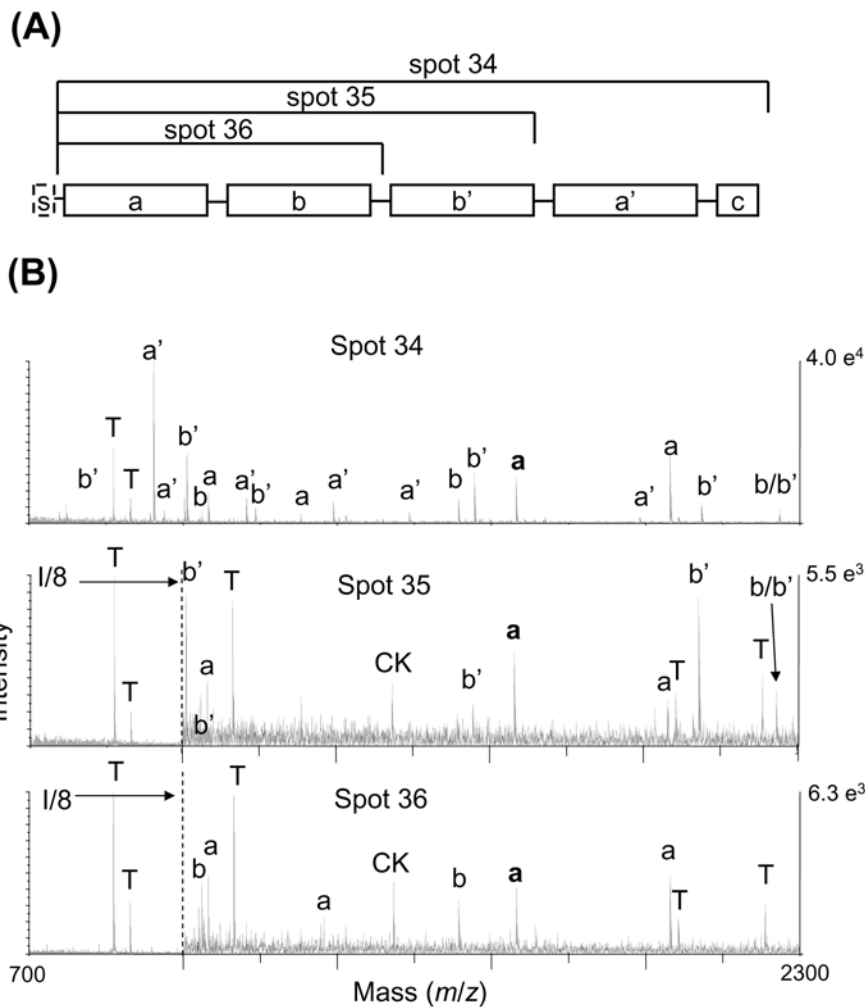 (A)
spot 34
spot 35
spot 36
s a b b’ a’ c
(B)
Spot 34
4.0 e⁴
a’
T
b’ T a’ b’ b a a’ b’ a a’ a’ b b’ a a’ a b’ b/b’
Spot 35
5.5 e³
I/8
T T b’ b’ a T CK b’ a a T b’ T b/b’
Intensity
Spot 36
6.3 e³
I/8
T T b a T a CK b a a T T
700 2300
Mass (m/z)